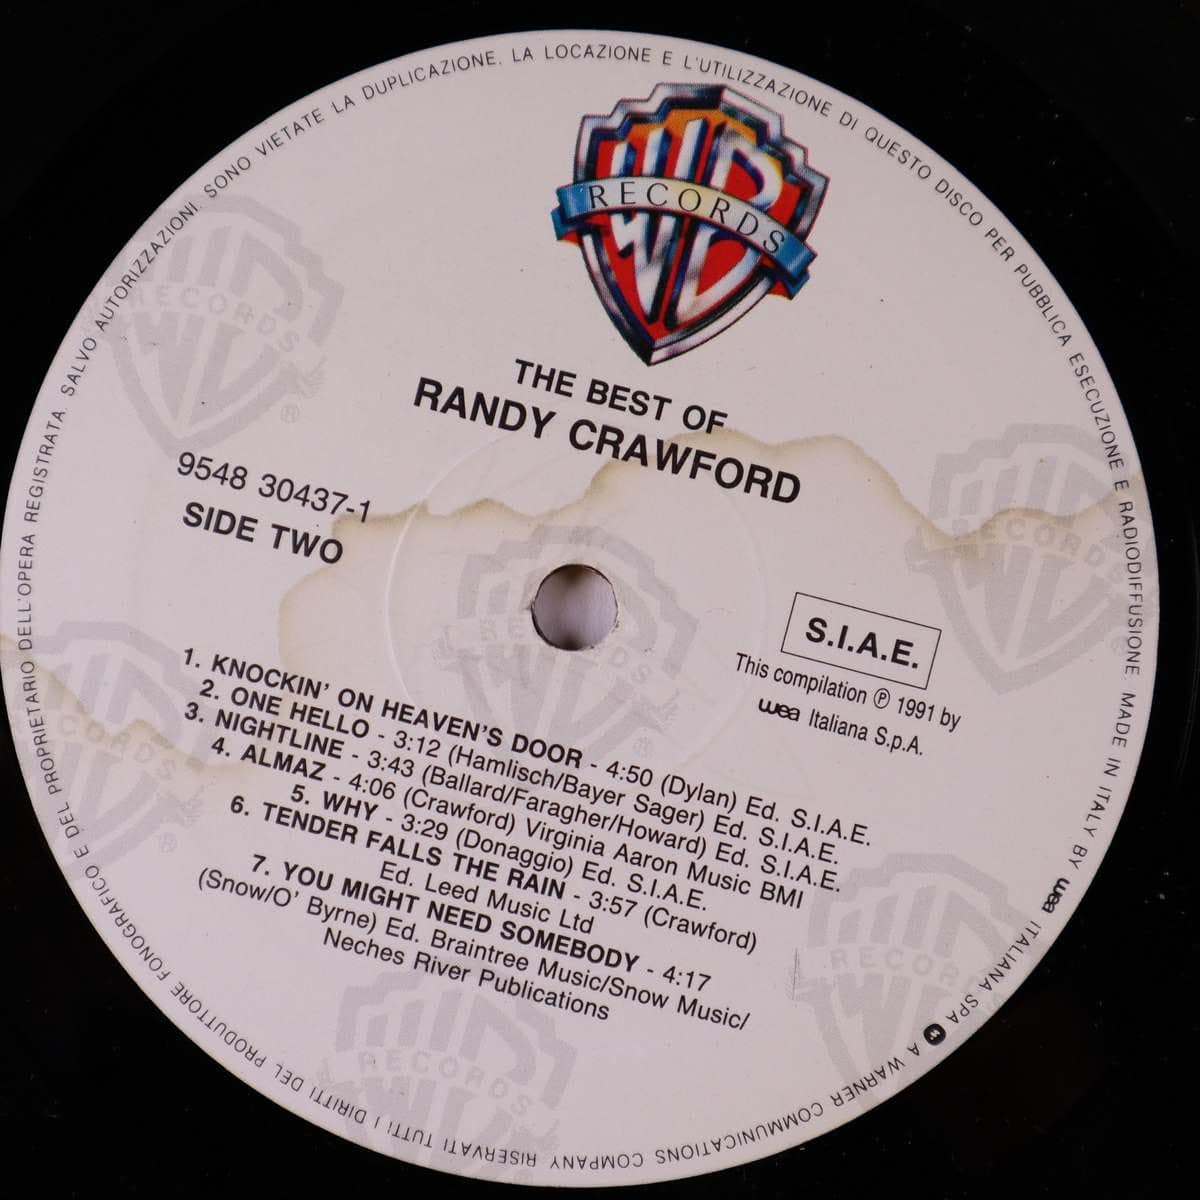 RISERVATI TUTTI I DIRITTI DEL PRODUTTORE FONOGRAFICO E DEL PROPRIETARIO DELL'OPERA REGISTRATA. SALVO AUTORIZZAZIONI. SONO VIETATE LA DUPLICAZIONE, LA LOCAZIONE E L'UTILIZZAZIONE DI QUESTO DISCO PER PUBBLICA ESECUZIONE E RADIODIFFUSIONE MADE IN ITALY BY wea ITALIANA SPA A WARNER COMMUNICATIONS COMPANY
WB
RECORDS
THE BEST OF
RANDY CRAWFORD
9548 30437-1
SIDE TWO
S.I.A.E.
This compilation ℗ 1991 by
wea Italiana S.p.A.
1. KNOCKIN' ON HEAVEN'S DOOR - 4:50 (Dylan) Ed. S.I.A.E.
2. ONE HELLO - 3:12 (Hamlisch/Bayer Sager) Ed. S.I.A.E.
3. NIGHTLINE - 3:43 (Ballard/Faragher/Howard) Ed. S.I.A.E.
4. ALMAZ - 4:06 (Crawford) Virginia Aaron Music BMI
5. WHY - 3:29 (Donaggio) Ed. S.I.A.E.
6. TENDER FALLS THE RAIN - 3:57 (Crawford)
Ed. Leed Music Ltd
7. YOU MIGHT NEED SOMEBODY - 4:17
(Snow/O' Byrne) Ed. Braintree Music/Snow Music/
Neches River Publications